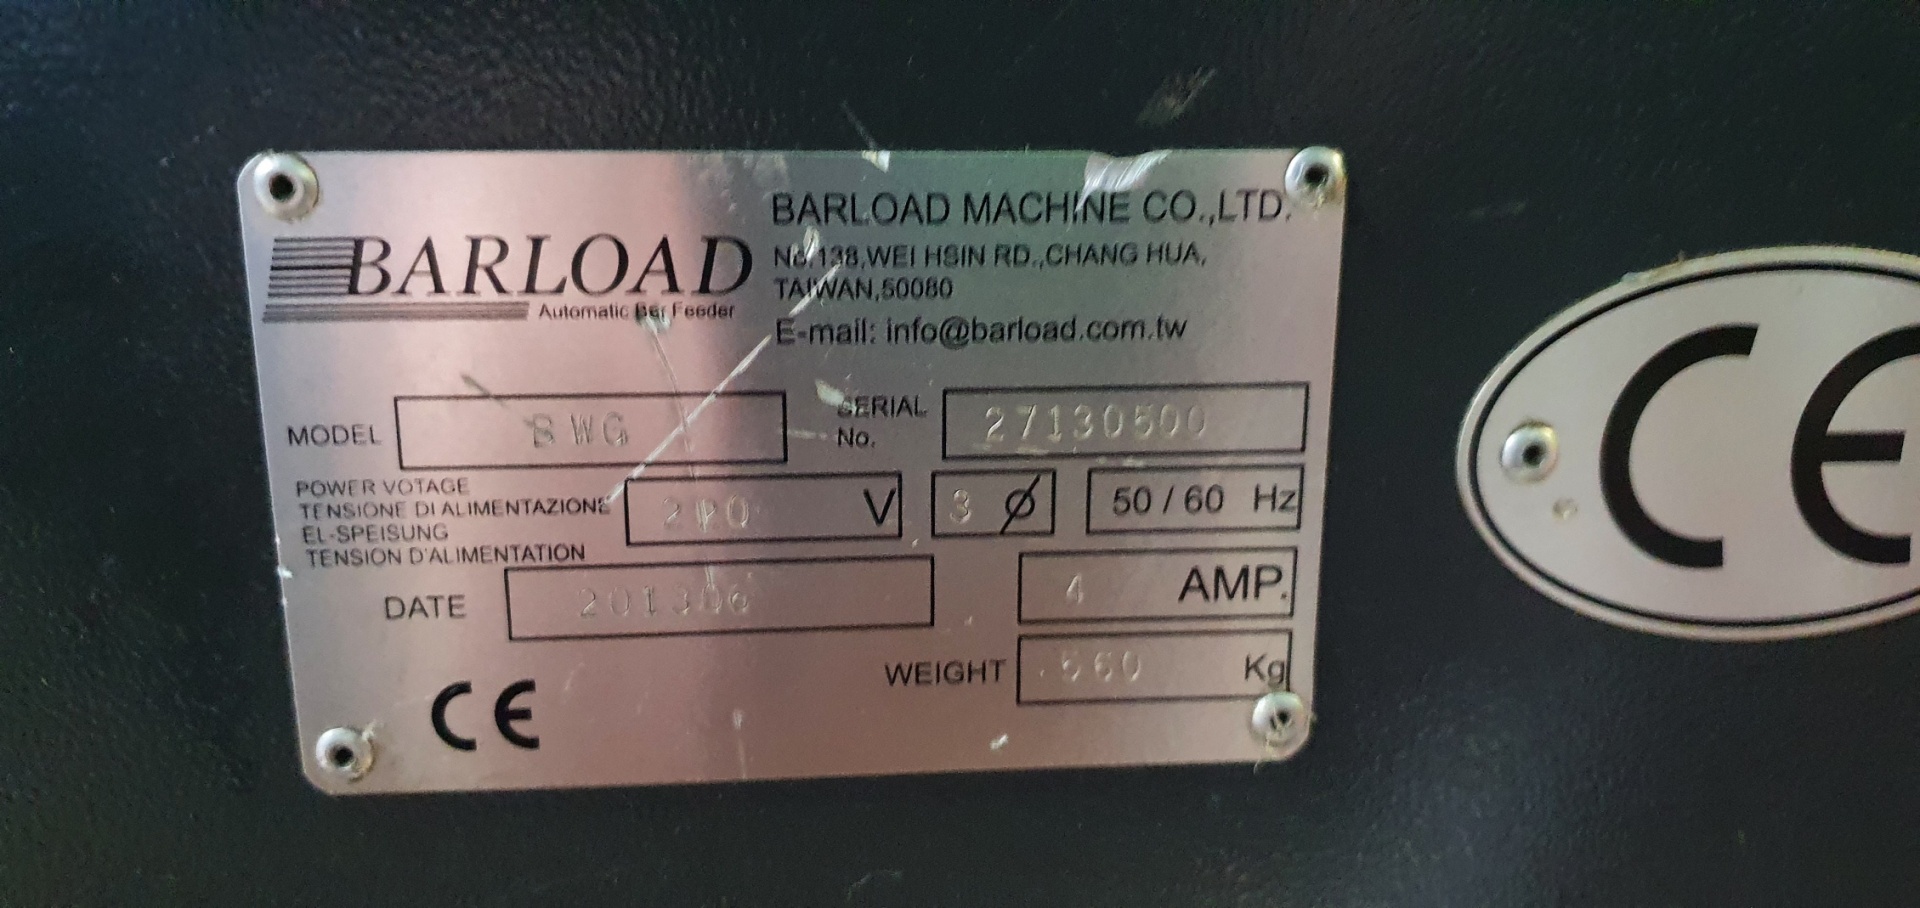 BARLOAD
Automatic Bar Feeder
BARLOAD MACHINE CO.,LTD.
No.138,WEI HSIN RD.,CHANG HUA,
TAIWAN,50080
E-mail: info@barload.com.tw
MODEL BWG
SERIAL No. 27130500
POWER VOTAGE
TENSIONE DI ALIMENTAZIONE
EL-SPEISUNG
TENSION D'ALIMENTATION
V 3 Ø 50 / 60 Hz
DATE 201306
4 AMP.
WEIGHT 560 Kg
CE
CE